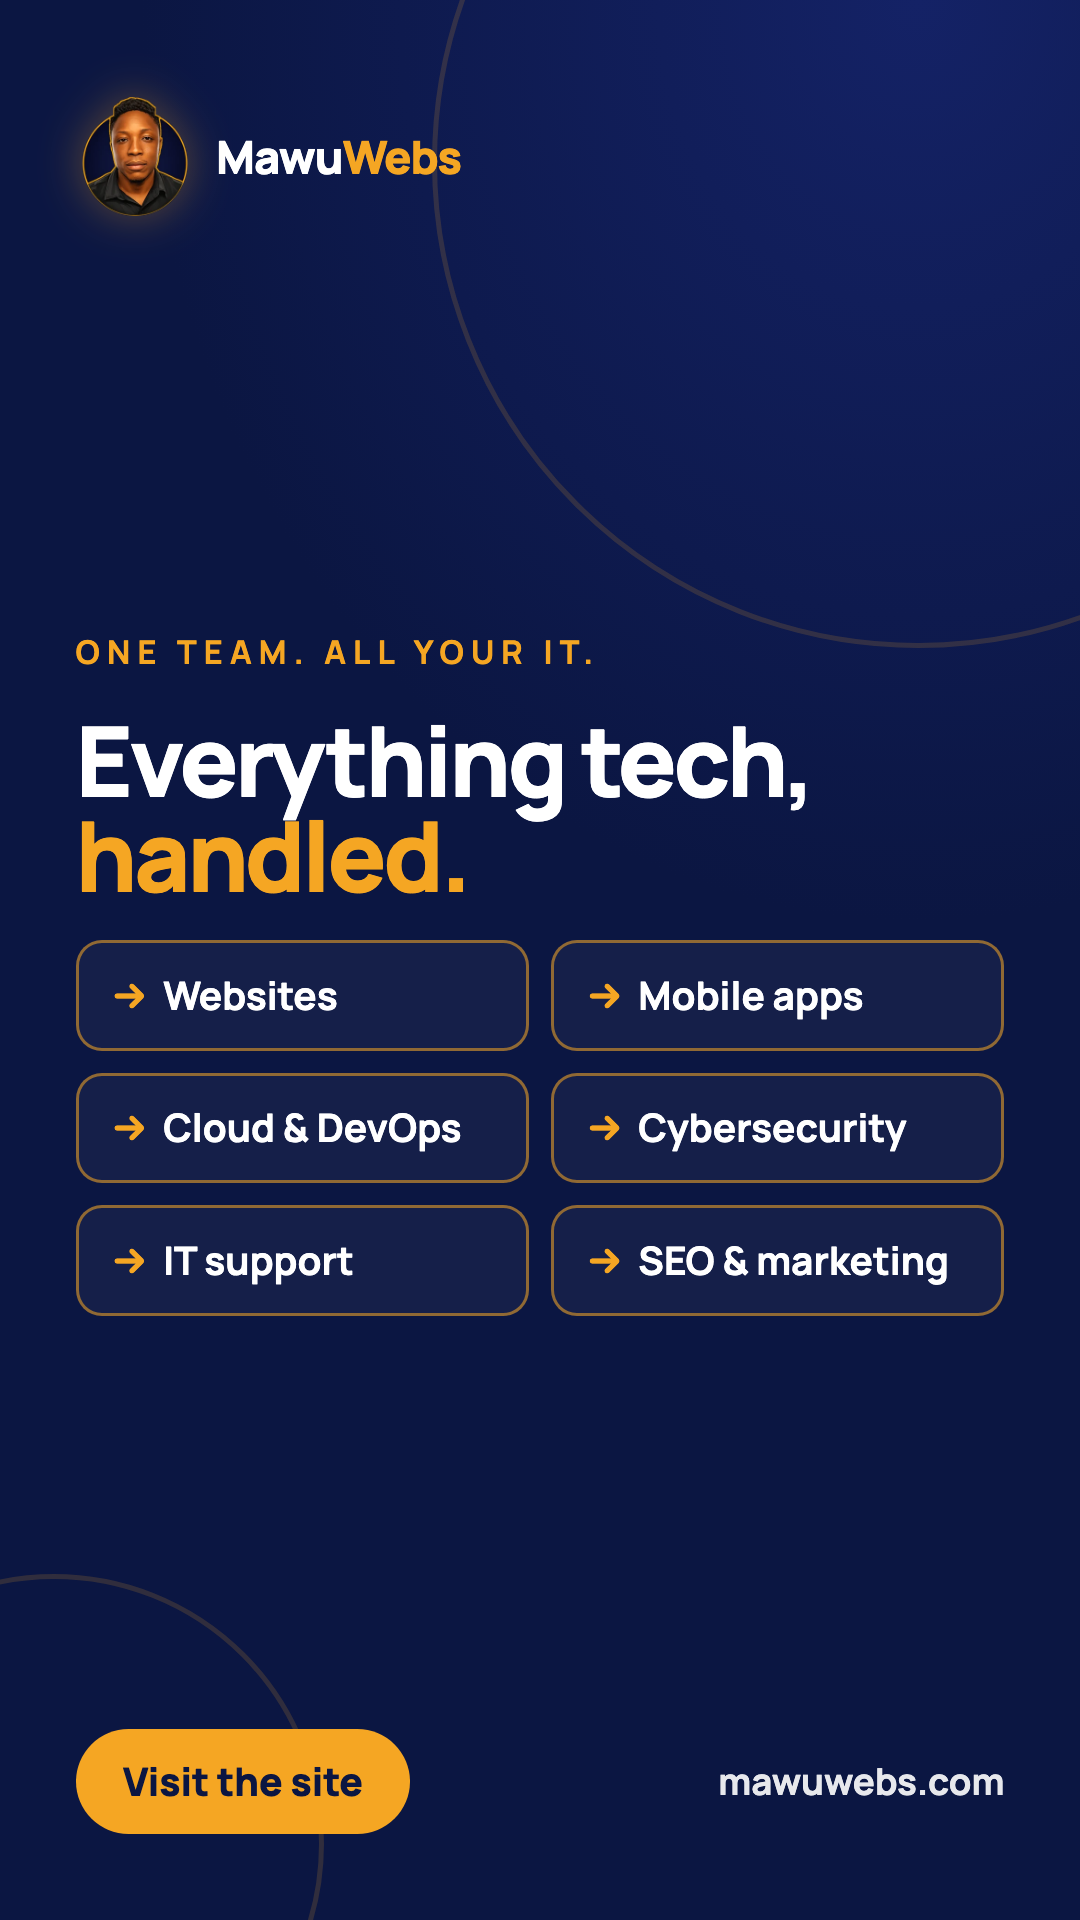 MawuWebs
ONE TEAM. ALL YOUR IT.
Everything tech,
handled.
→ Websites
→ Mobile apps
→ Cloud & DevOps
→ Cybersecurity
→ IT support
→ SEO & marketing
Visit the site
mawuwebs.com